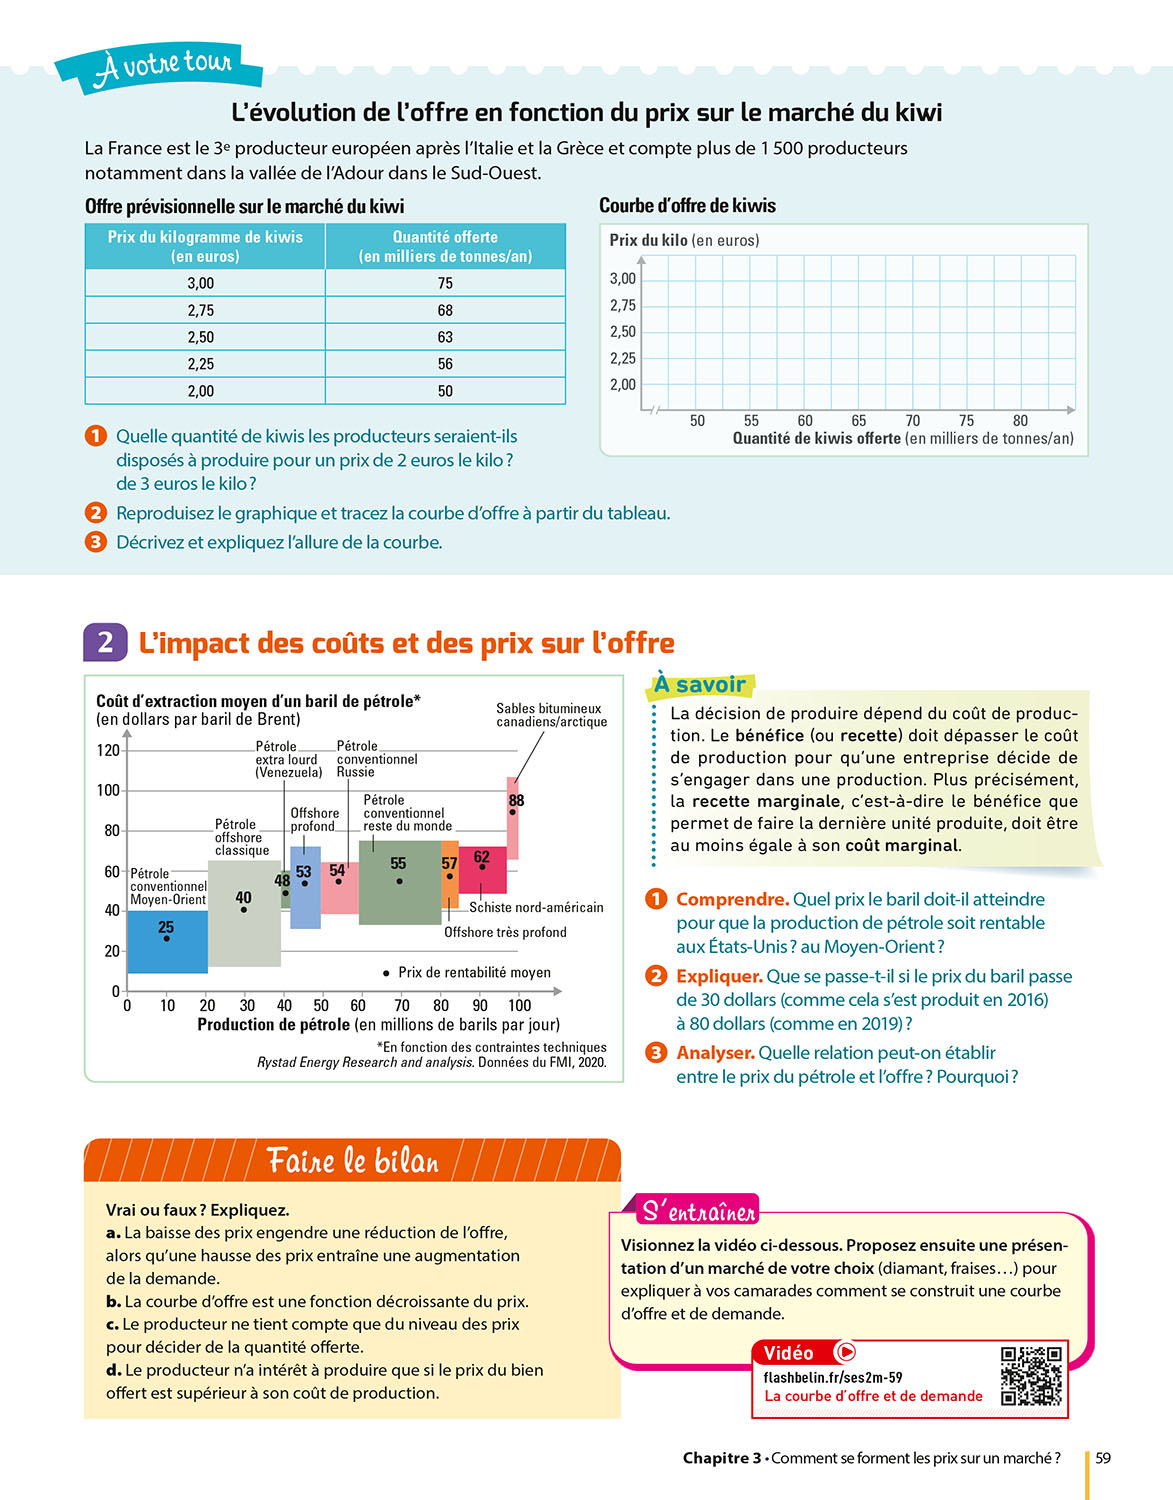 À votre tour
L'évolution de l'offre en fonction du prix sur le marché du kiwi
La France est le 3e producteur européen après l'Italie et la Grèce et compte plus de 1 500 producteurs
notamment dans la vallée de l'Adour dans le Sud-Ouest.
Offre prévisionnelle sur le marché du kiwi
Prix du kilogramme de kiwis
(en euros)
Quantité offerte
(en milliers de tonnes/an)
3,00 75
2,75 68
2,50 63
2,25 56
2,00 50
Courbe d'offre de kiwis
Prix du kilo (en euros)
3,00
2,75
2,50
2,25
2,00
50 55 60 65 70 75 80
Quantité de kiwis offerte (en milliers de tonnes/an)
1 Quelle quantité de kiwis les producteurs seraient-ils
disposés à produire pour un prix de 2 euros le kilo ?
de 3 euros le kilo ?
2 Reproduisez le graphique et tracez la courbe d'offre à partir du tableau.
3 Décrivez et expliquez l'allure de la courbe.
2 L'impact des coûts et des prix sur l'offre
Coût d'extraction moyen d'un baril de pétrole*
(en dollars par baril de Brent)
Sables bitumineux
canadiens/arctique
120
100
80
60
40
20
0
Pétrole
extra lourd
(Venezuela)
Pétrole
conventionnel
Russie
Pétrole
offshore
classique
Offshore
profond
Pétrole
conventionnel
reste du monde
Pétrole
conventionnel
Moyen-Orient
25
40
48
53
54
55
57
62
88
Schiste nord-américain
Offshore très profond
• Prix de rentabilité moyen
0 10 20 30 40 50 60 70 80 90 100
Production de pétrole (en millions de barils par jour)
*En fonction des contraintes techniques
Rystad Energy Research and analysis. Données du FMI, 2020.
À savoir
La décision de produire dépend du coût de produc-
tion. Le bénéfice (ou recette) doit dépasser le coût
de production pour qu'une entreprise décide de
s'engager dans une production. Plus précisément,
la recette marginale, c'est-à-dire le bénéfice que
permet de faire la dernière unité produite, doit être
au moins égale à son coût marginal.
1 Comprendre. Quel prix le baril doit-il atteindre
pour que la production de pétrole soit rentable
aux États-Unis ? au Moyen-Orient ?
2 Expliquer. Que se passe-t-il si le prix du baril passe
de 30 dollars (comme cela s'est produit en 2016)
à 80 dollars (comme en 2019) ?
3 Analyser. Quelle relation peut-on établir
entre le prix du pétrole et l'offre ? Pourquoi ?
Faire le bilan
Vrai ou faux ? Expliquez.
a. La baisse des prix engendre une réduction de l'offre,
alors qu'une hausse des prix entraîne une augmentation
de la demande.
b. La courbe d'offre est une fonction décroissante du prix.
c. Le producteur ne tient compte que du niveau des prix
pour décider de la quantité offerte.
d. Le producteur n'a intérêt à produire que si le prix du bien
offert est supérieur à son coût de production.
S'entraîner
Visionnez la vidéo ci-dessous. Proposez ensuite une présen-
tation d'un marché de votre choix (diamant, fraises…) pour
expliquer à vos camarades comment se construit une courbe
d'offre et de demande.
Vidéo
flashbelin.fr/ses2m-59
La courbe d'offre et de demande
Chapitre 3 • Comment se forment les prix sur un marché ? 59